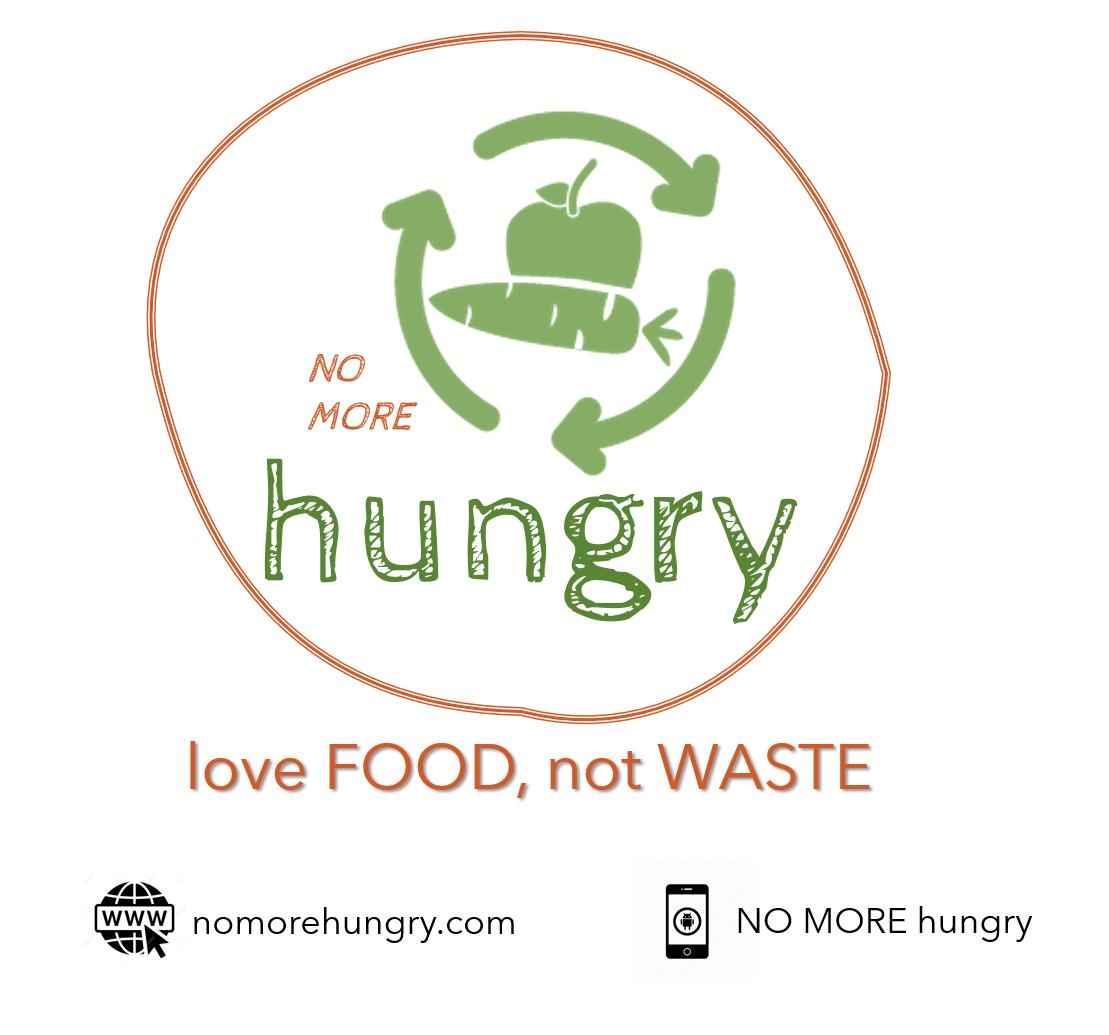 NO
MORE
hungry
love FOOD, not WASTE
WWW
nomorehungry.com
NO MORE hungry